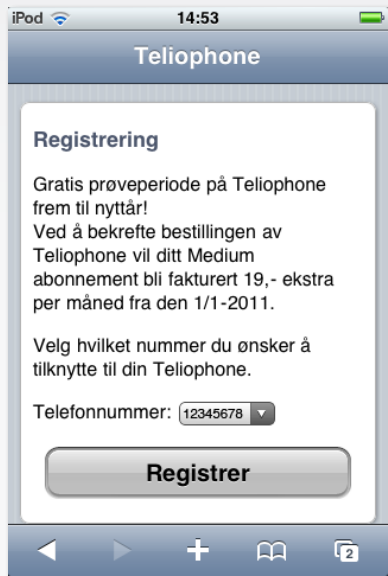 iPod 14:53
Teliophone
Registrering
Gratis prøveperiode på Teliophone
frem til nyttår!
Ved å bekrefte bestillingen av
Teliophone vil ditt Medium
abonnement bli fakturert 19,- ekstra
per måned fra den 1/1-2011.
Velg hvilket nummer du ønsker å
tilknytte til din Teliophone.
Telefonnummer: 12345678
Registrer
2